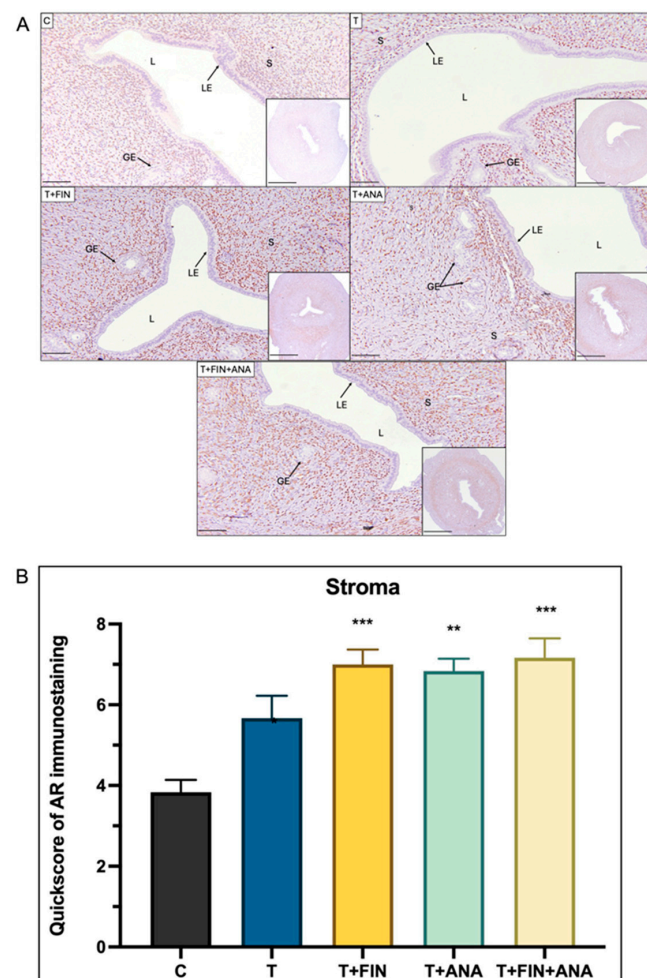 A
C
L
S
LE
GE
T
S
LE
L
GE
T+FIN
GE
S
LE
L
T+ANA
LE
L
GE
S
T+FIN+ANA
LE
S
L
GE
B
Stroma
Quickscore of AR immunostaining
8
6
4
2
0
***
**
***
C
T
T+FIN
T+ANA
T+FIN+ANA